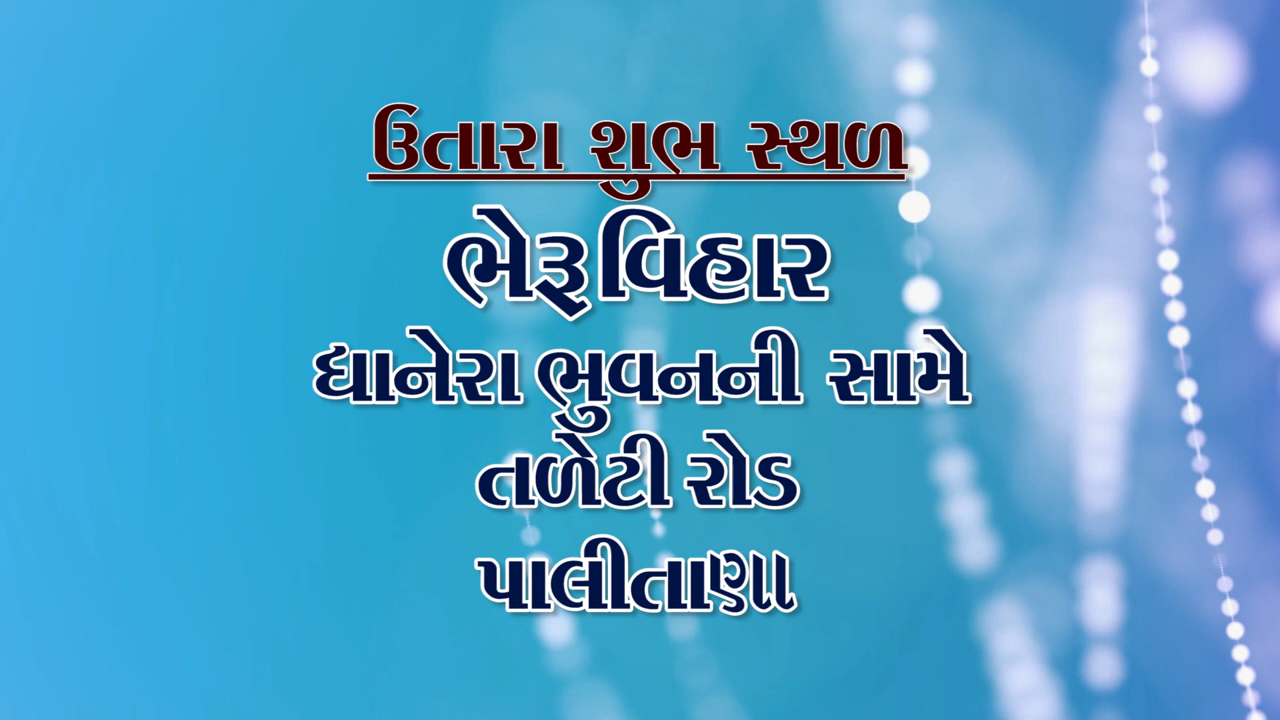 ઉતારા શુભ સ્થળ
ભેરૂવિહાર
ધાનેરા ભુવનની સામે
તળેટી રોડ
પાલીતાણા